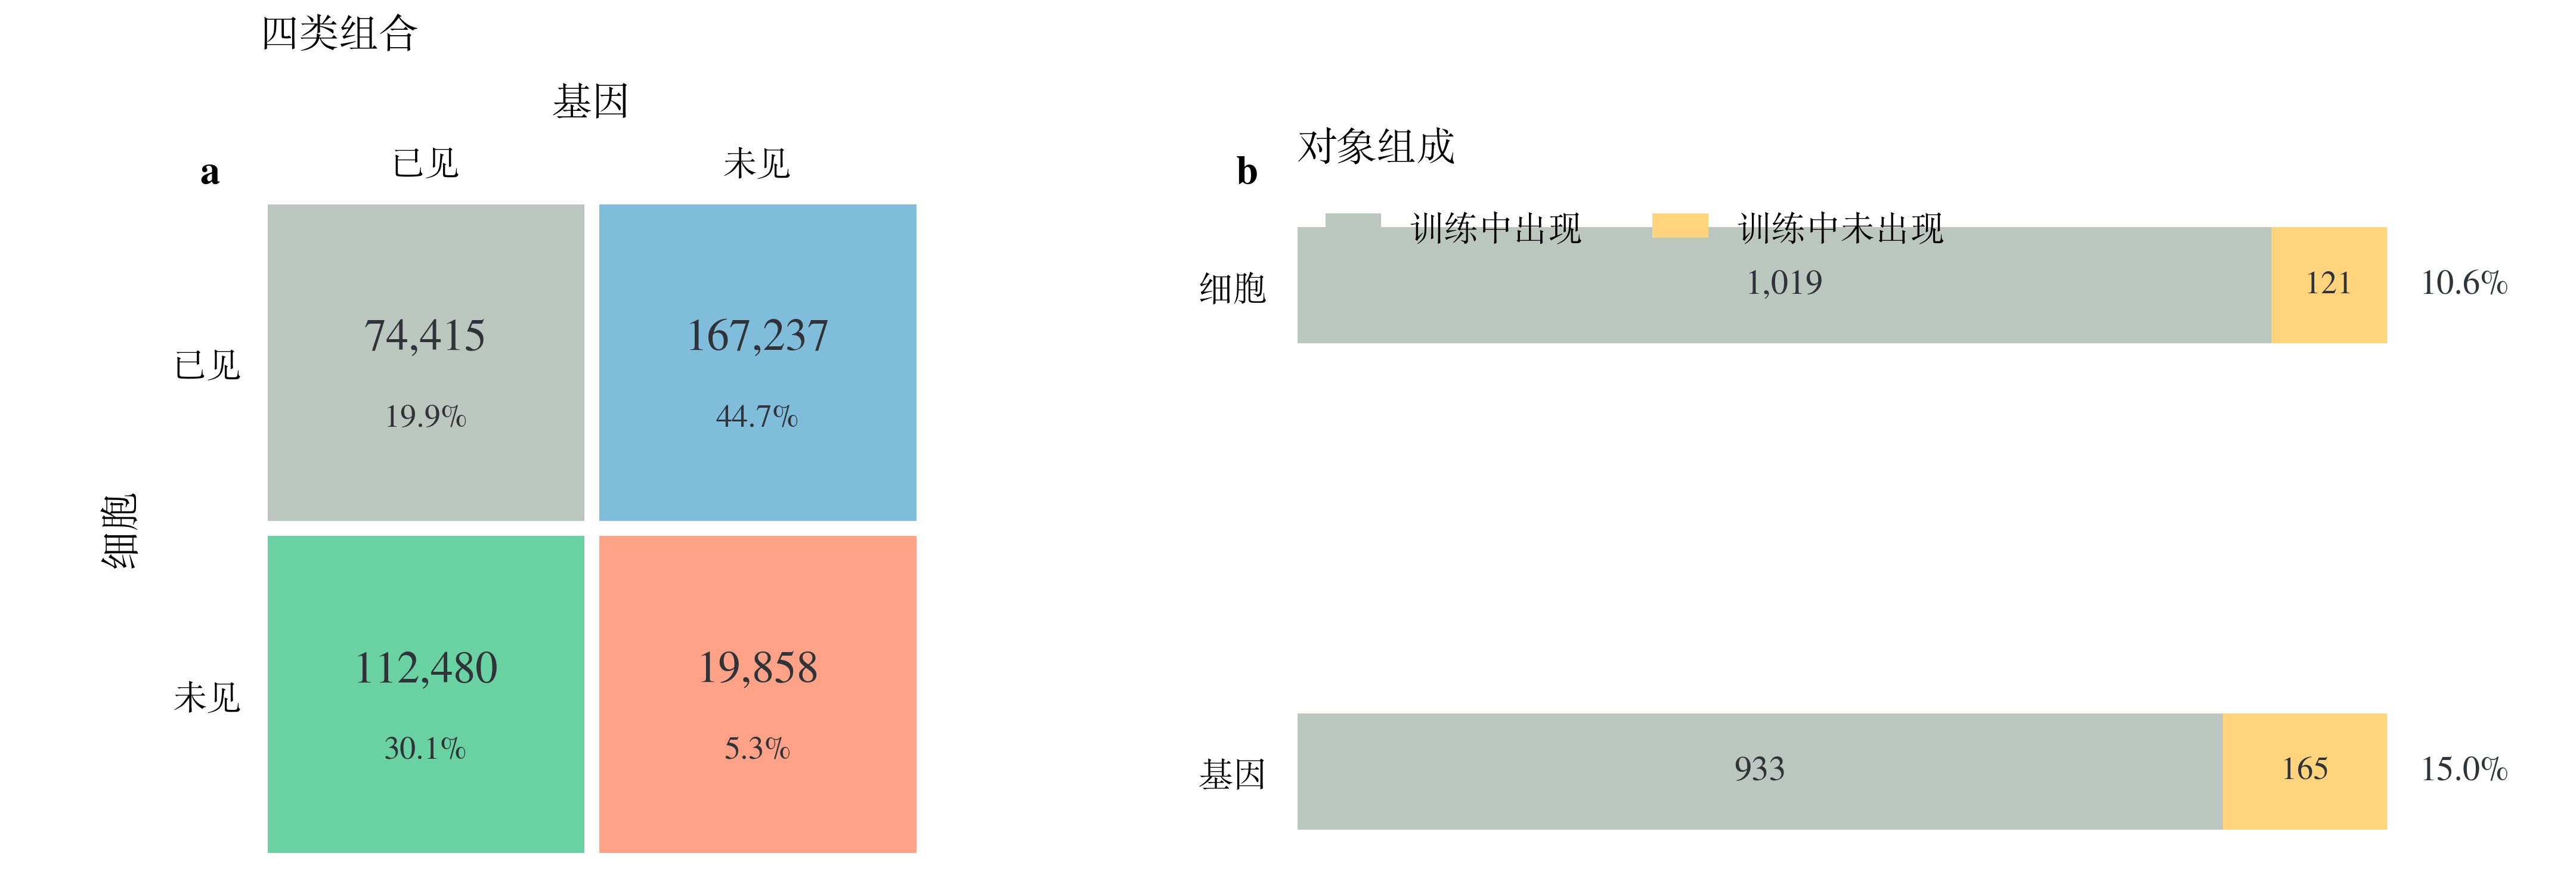 四类组合
基因
a
已见
未见
细胞
已见
74,415
19.9%
167,237
44.7%
未见
112,480
30.1%
19,858
5.3%
b
对象组成
训练中出现
训练中未出现
细胞
1,019
121
10.6%
基因
933
165
15.0%